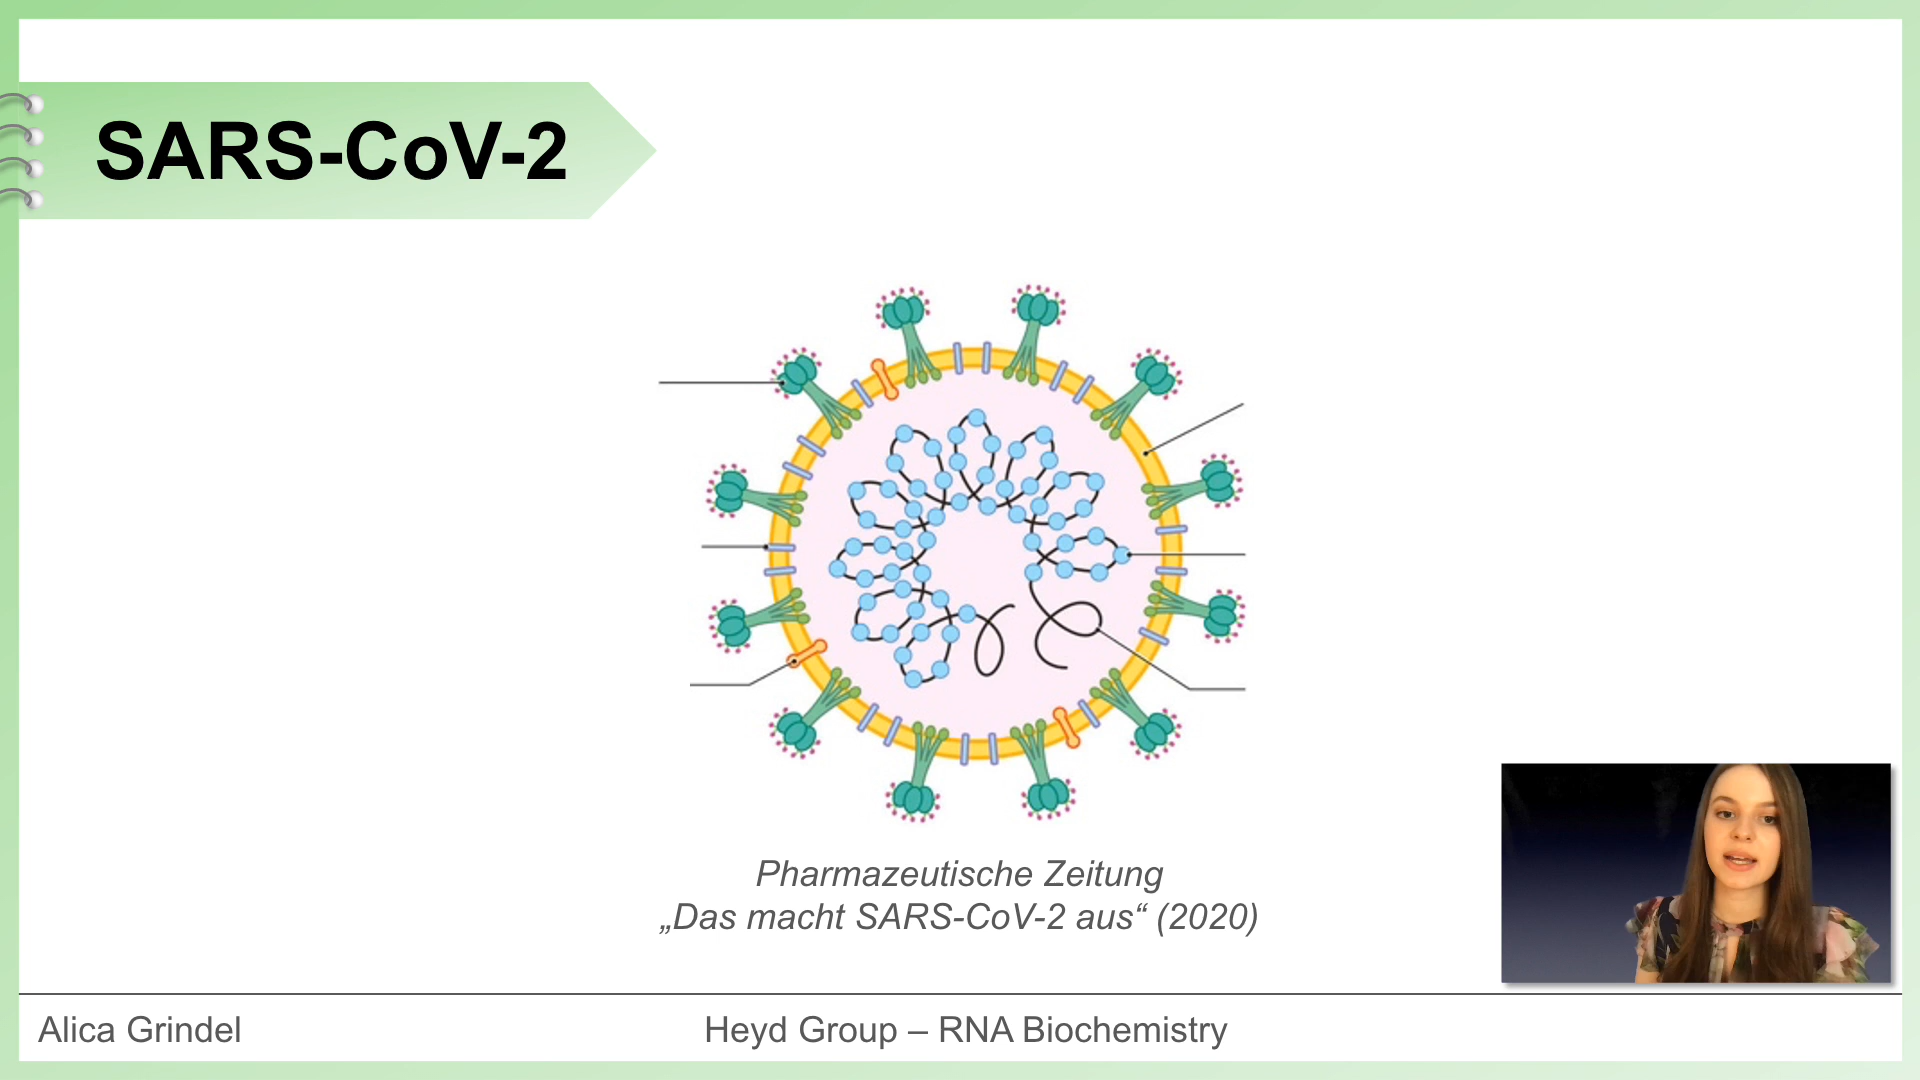 SARS-CoV-2
Pharmazeutische Zeitung
„Das macht SARS-CoV-2 aus“ (2020)
Alica Grindel
Heyd Group – RNA Biochemistry